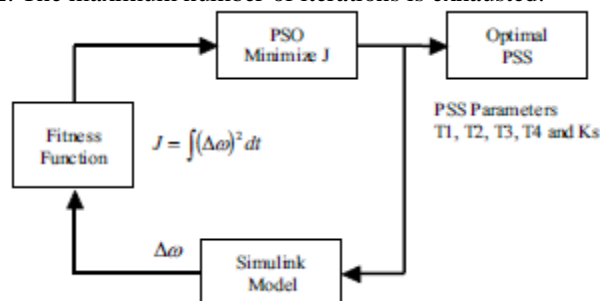 The maximum number of iterations is exhausted.
PSO
Minimize J
Optimal
PSS
PSS Parameters
T1, T2, T3, T4 and Ks
Fitness
Function
J = ∫(Δω)² dt
Δω
Simulink
Model